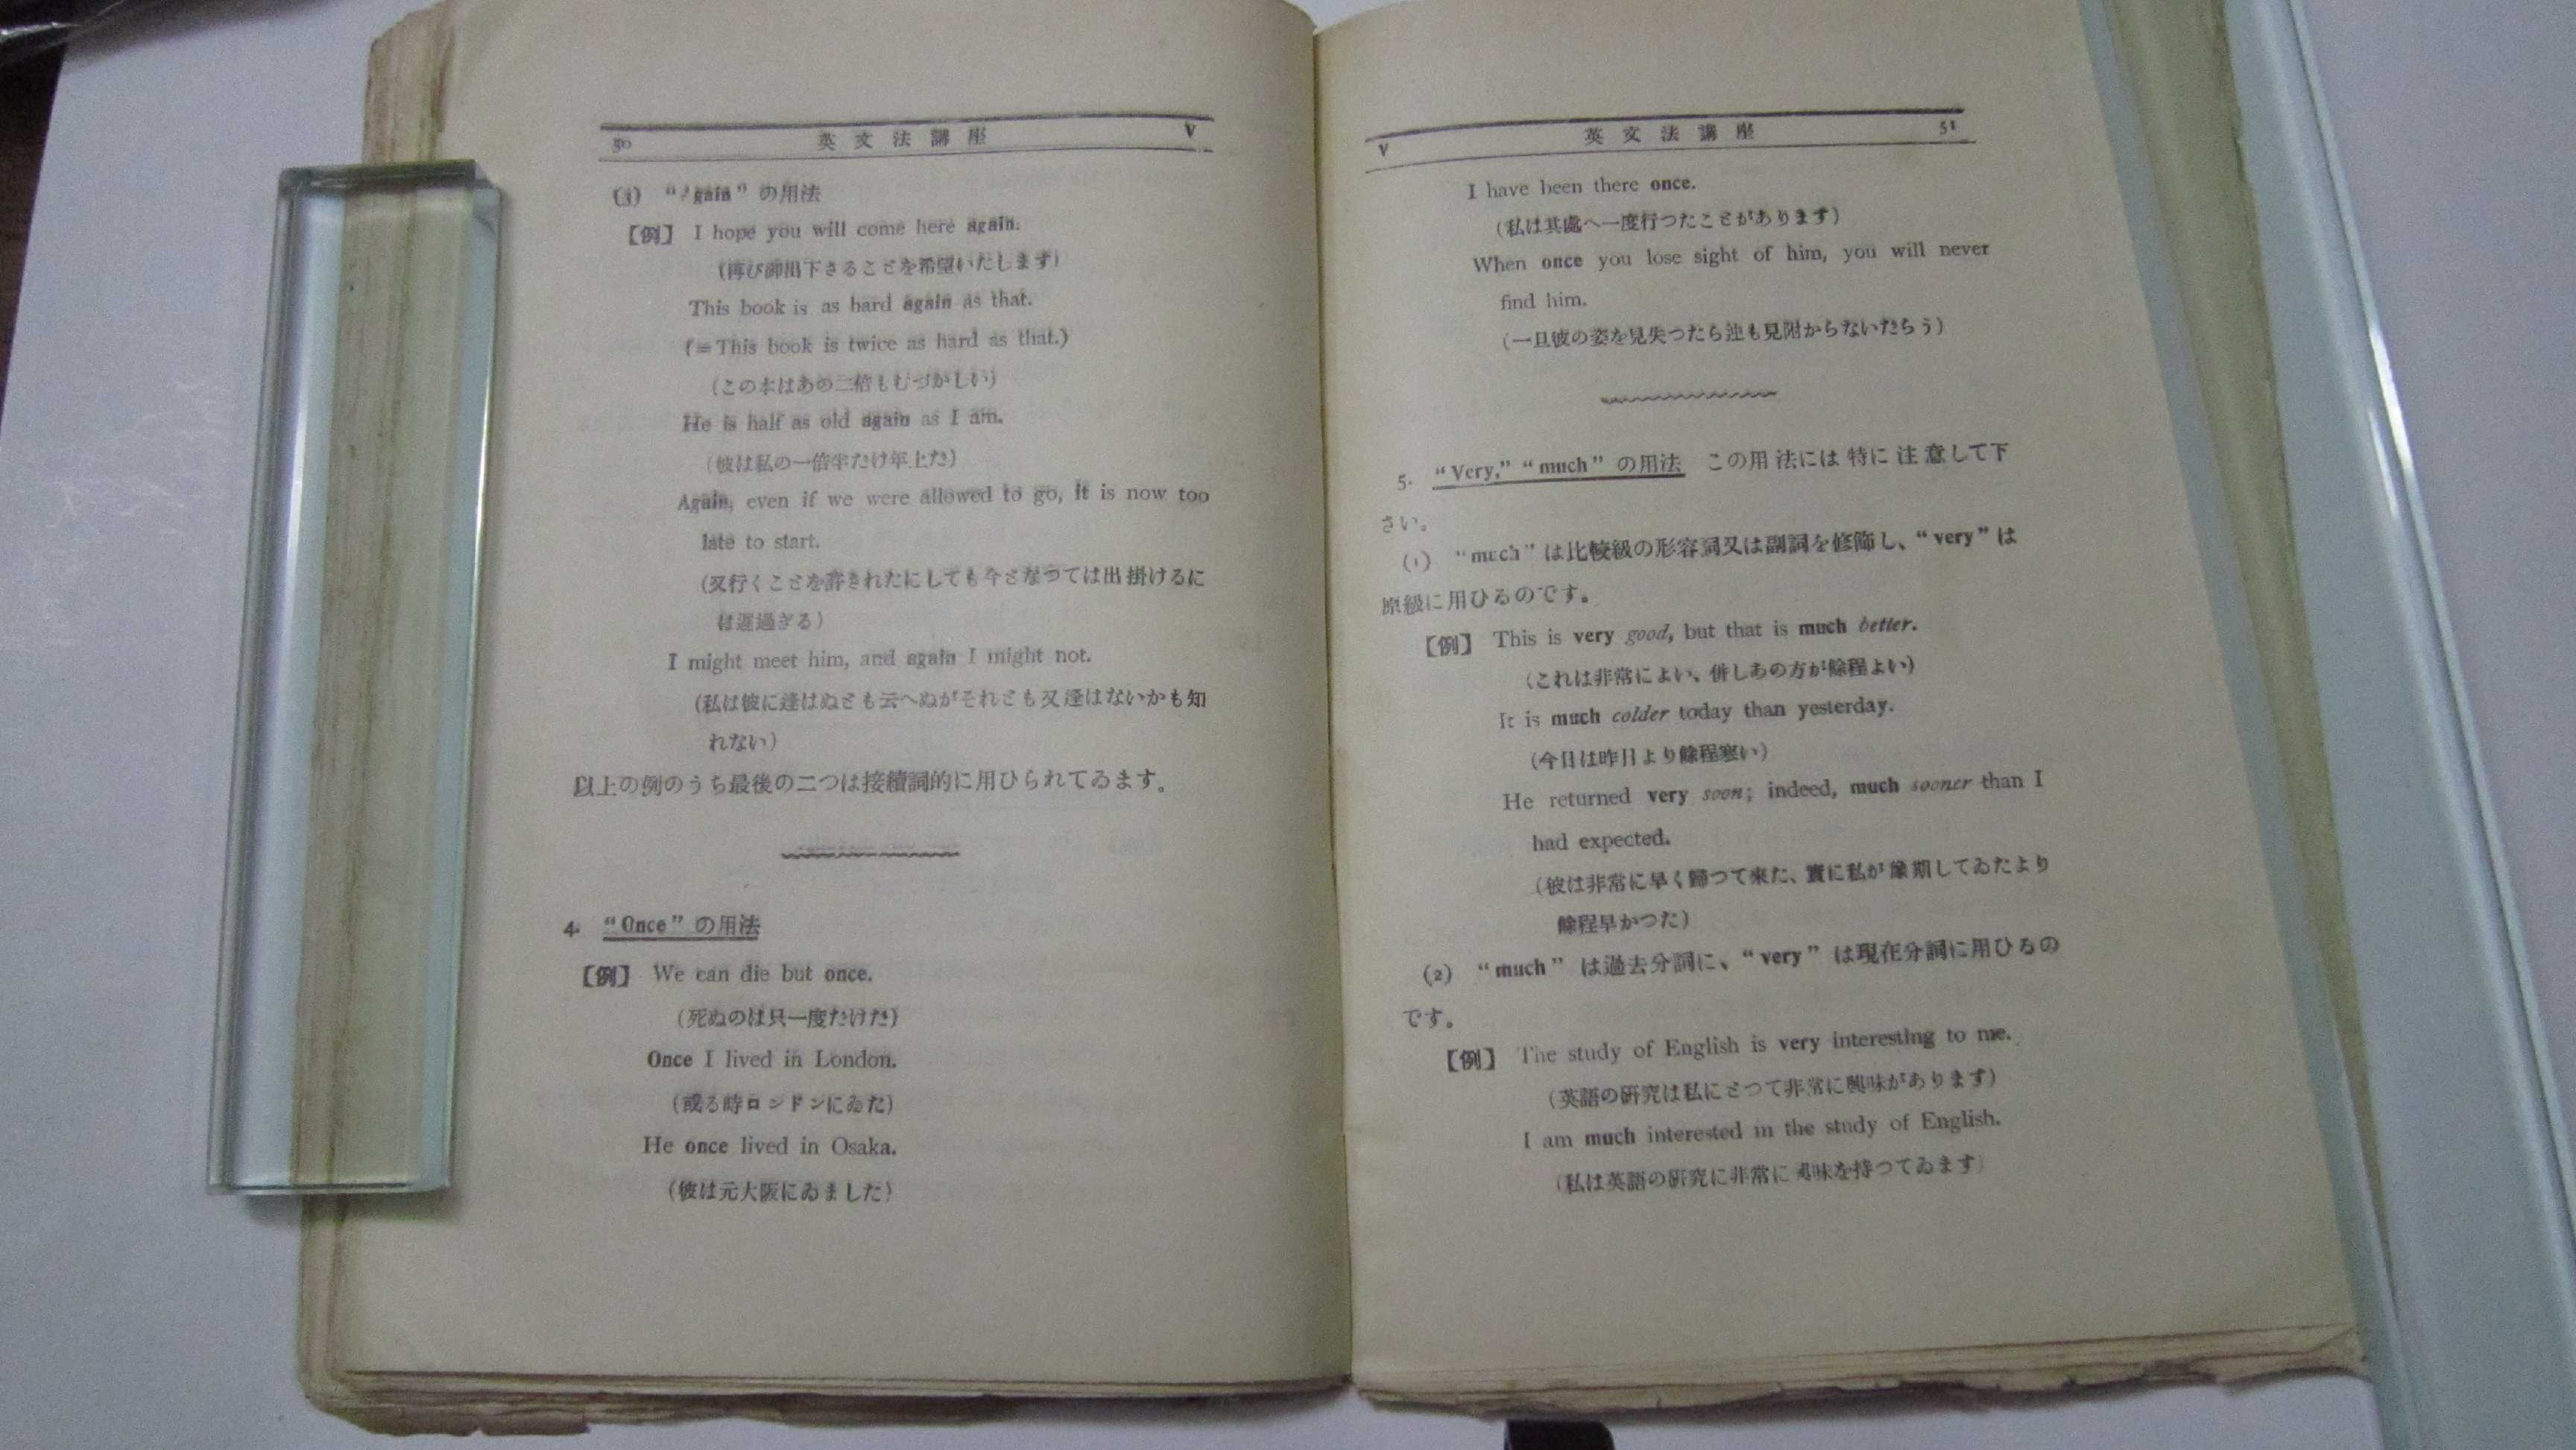 50 英文法講座 V
(3) “Again” の用法
【例】 I hope you will come here again.
(再び御出下さることを希望いたします)
This book is as hard again as that.
(=This book is twice as hard as that.)
(この本はあの二倍もむづかしい)
He is half as old again as I am.
(彼は私の一倍半だけ年上だ)
Again, even if we were allowed to go, it is now too
late to start.
(又行くことを許されたにしても今となつては出掛けるに
は遅過ぎる)
I might meet him, and again I might not.
(私は彼に逢はぬとも云へぬがそれとも又逢はないかも知
れない)
以上の例のうち最後の二つは接續詞的に用ひられてゐます。
4. “Once” の用法
【例】 We can die but once.
(死ぬのは只一度だけだ)
Once I lived in London.
(或る時ロンドンにゐた)
He once lived in Osaka.
(彼は元大阪にゐました)
V 英文法講座 51
I have been there once.
(私は其處へ一度行つたことがあります)
When once you lose sight of him, you will never
find him.
(一旦彼の姿を見失つたら迚も見附からないだらう)
5. “Very,” “much” の用法 この用法には特に注意して下
さい。
(1) “much” は比較級の形容詞又は副詞を修飾し、“very” は
原級に用ひるのです。
【例】 This is very good, but that is much better.
(これは非常によい、併しあの方が餘程よい)
It is much colder today than yesterday.
(今日は昨日より餘程寒い)
He returned very soon; indeed, much sooner than I
had expected.
(彼は非常に早く歸つて來た、實に私が豫期してゐたより
餘程早かつた)
(2) “much” は過去分詞に、“very” は現在分詞に用ひるの
です。
【例】 The study of English is very interesting to me.
(英語の研究は私にとつて非常に興味があります)
I am much interested in the study of English.
(私は英語の研究に非常に興味を持つてゐます)